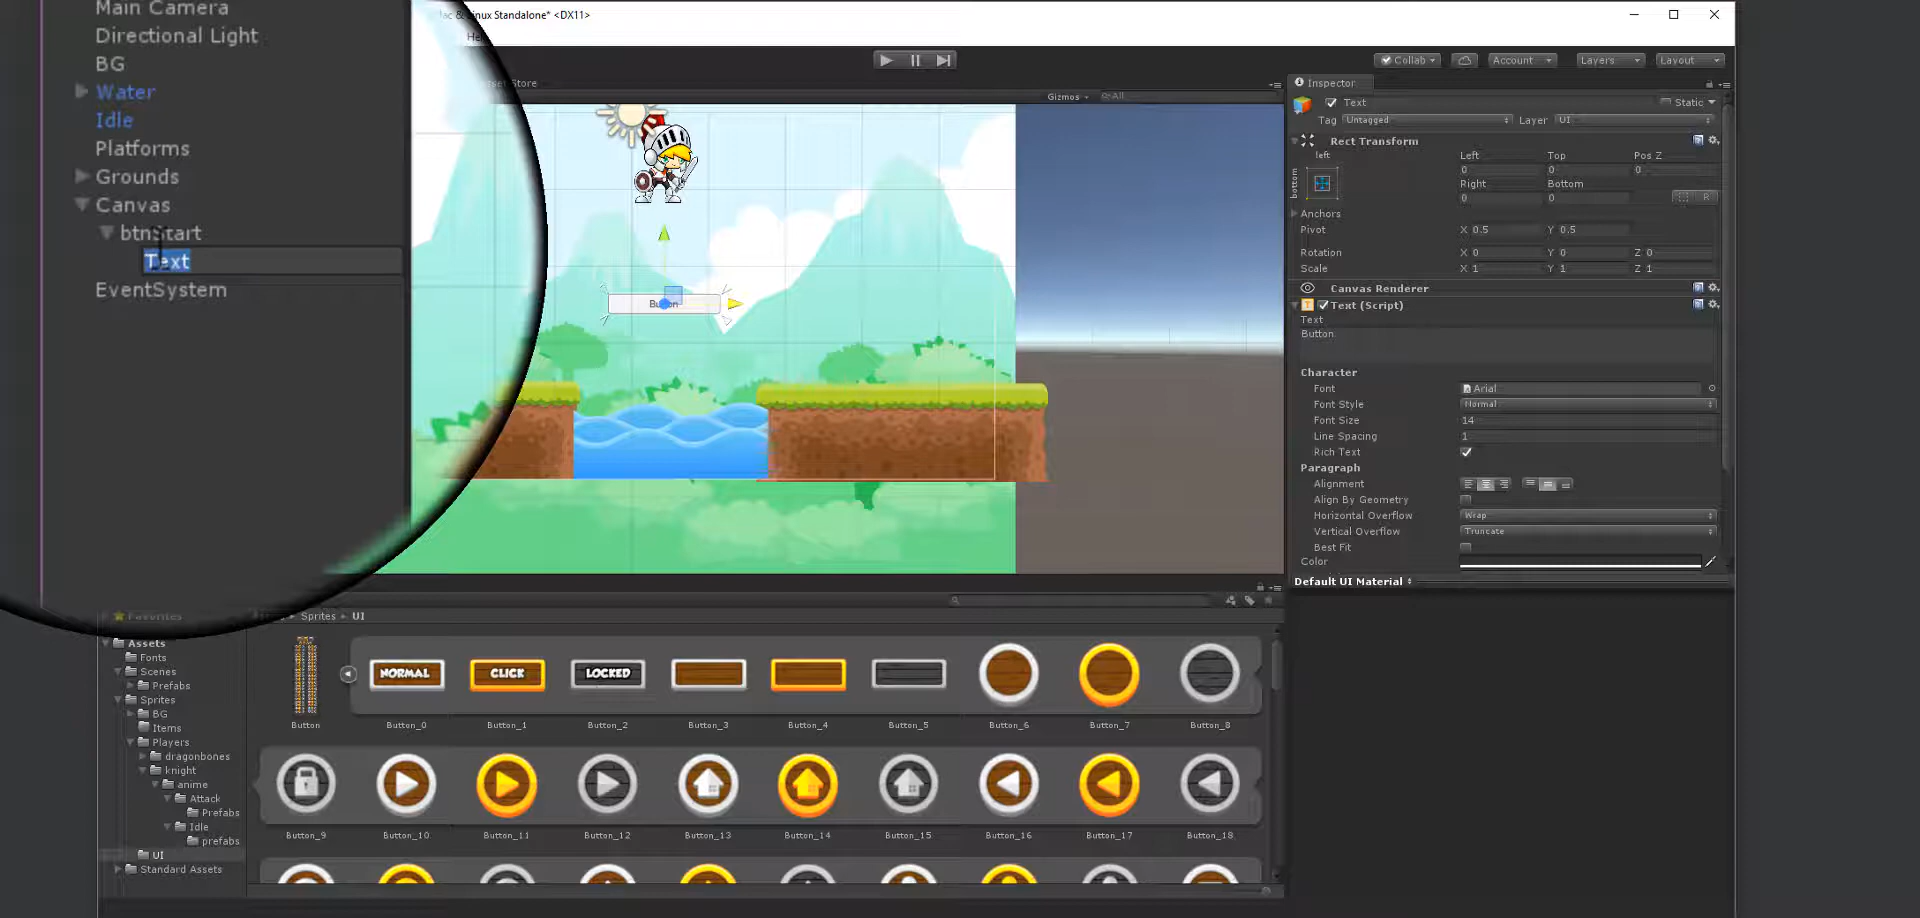 Main Camera
Directional Light
BG
Water
Idle
Platforms
Grounds
Canvas
btnStart
Text
EventSystem
Linux Standalone* <DX11>
Store
Gizmos
All
Collab
Account
Layers
Layout
Inspector
Text
Static
Tag Untagged Layer UI
Rect Transform
left
bottom
Left Top Pos Z
0 0 0
Right Bottom
0 0
R
Anchors
Pivot X 0.5 Y 0.5
Rotation X 0 Y 0 Z 0
Scale X 1 Y 1 Z 1
Canvas Renderer
Text (Script)
Text
Button
Character
Font Arial
Font Style Normal
Font Size 14
Line Spacing 1
Rich Text
Paragraph
Alignment
Align By Geometry
Horizontal Overflow Wrap
Vertical Overflow Truncate
Best Fit
Color
Default UI Material
Favorites
Sprites UI
Assets
Fonts
Scenes
Prefabs
Sprites
BG
Items
Players
dragonbones
knight
anime
Attack
Prefabs
Idle
prefabs
UI
Standard Assets
NORMAL CLICK LOCKED
Button Button_0 Button_1 Button_2 Button_3 Button_4 Button_5 Button_6 Button_7 Button_8
Button_9 Button_10 Button_11 Button_12 Button_13 Button_14 Button_15 Button_16 Button_17 Button_18